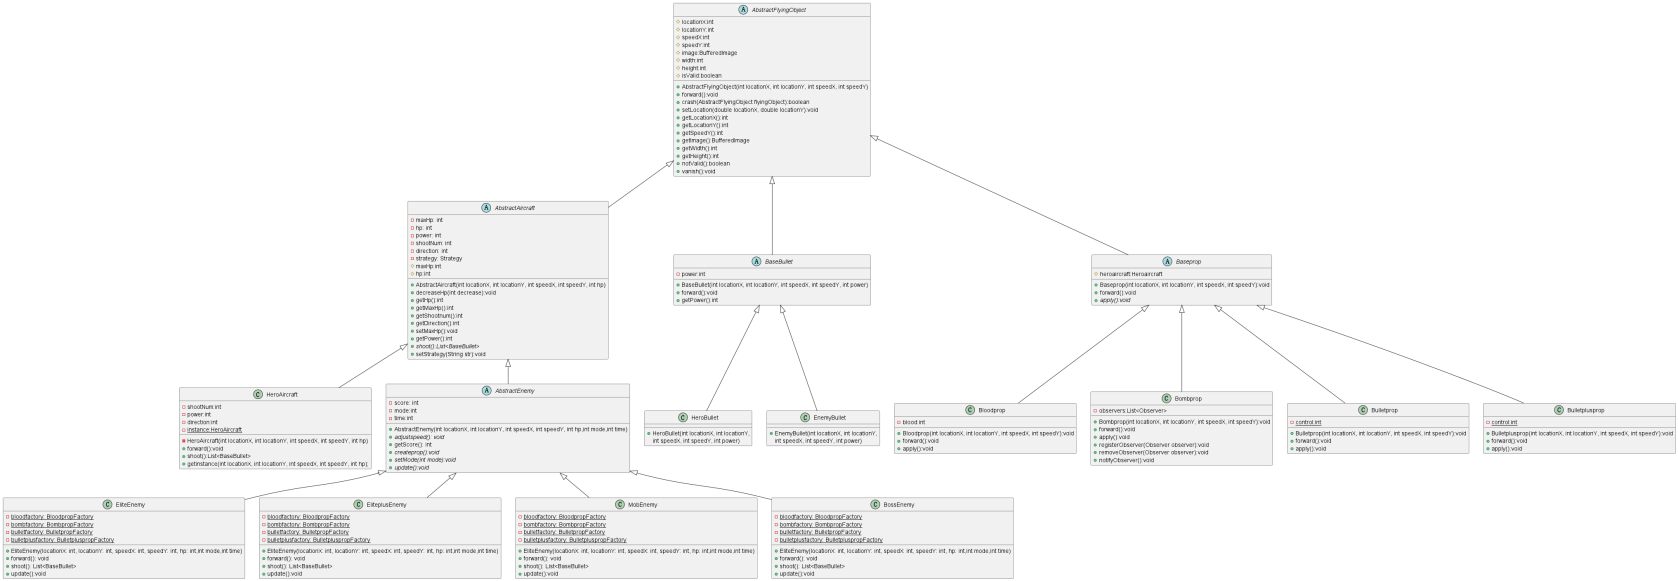 AbstractFlyingObject
locationX:int
locationY:int
speedX:int
speedY:int
image:BufferedImage
width:int
height:int
isValid:boolean
AbstractFlyingObject(int locationX, int locationY, int speedX, int speedY)
forward():void
crash(AbstractFlyingObject flyingObject):boolean
setLocation(double locationX, double locationY):void
getLocationX():int
getLocationY():int
getSpeedY():int
getImage():BufferedImage
getWidth():int
getHeight():int
notValid():boolean
vanish():void
AbstractAircraft
maxHp: int
hp: int
power: int
shootNum: int
direction: int
strategy: Strategy
maxHp:int
hp:int
AbstractAircraft(int locationX, int locationY, int speedX, int speedY, int hp)
decreaseHp(int decrease):void
getHp():int
getMaxHp():int
getShootnum():int
getDirection():int
setMaxHp():void
getPower():int
shoot():List<BaseBullet>
setStrategy(String str):void
BaseBullet
power:int
BaseBullet(int locationX, int locationY, int speedX, int speedY, int power)
forward():void
getPower():int
Baseprop
heroaircraft:Heroaircraft
Baseprop(int locationX, int locationY, int speedX, int speedY):void
forward():void
apply():void
HeroAircraft
shootNum:int
power:int
direction:int
instance:HeroAircraft
HeroAircraft(int locationX, int locationY, int speedX, int speedY, int hp)
forward():void
shoot():List<BaseBullet>
getInstance(int locationX, int locationY, int speedX, int speedY, int hp):
AbstractEnemy
score: int
mode:int
time:int
AbstractEnemy(int locationX, int locationY, int speedX, int speedY, int hp,int mode,int time)
adjustspeed(): void
getScore(): int
createprop():void
setMode(int mode):void
update():void
HeroBullet
HeroBullet(int locationX, int locationY,
int speedX, int speedY, int power)
EnemyBullet
EnemyBullet(int locationX, int locationY,
int speedX, int speedY, int power)
Bloodprop
blood:int
Bloodprop(int locationX, int locationY, int speedX, int speedY):void
forward():void
apply():void
Bombprop
observers:List<Observer>
Bombprop(int locationX, int locationY, int speedX, int speedY):void
forward():void
apply():void
registerObserver(Observer observer):void
removeObserver(Observer observer):void
notifyObserver():void
Bulletprop
control:int
Bulletprop(int locationX, int locationY, int speedX, int speedY):void
forward():void
apply():void
Bulletplusprop
control:int
Bulletplusprop(int locationX, int locationY, int speedX, int speedY):void
forward():void
apply():void
EliteEnemy
bloodfactory: BloodpropFactory
bombfactory: BombpropFactory
bulletfactory: BulletpropFactory
bulletplusfactory: BulletpluspropFactory
EliteEnemy(locationX: int, locationY: int, speedX: int, speedY: int, hp: int,int mode,int time)
forward(): void
shoot(): List<BaseBullet>
update():void
EliteplusEnemy
bloodfactory: BloodpropFactory
bombfactory: BombpropFactory
bulletfactory: BulletpropFactory
bulletplusfactory: BulletpluspropFactory
EliteEnemy(locationX: int, locationY: int, speedX: int, speedY: int, hp: int,int mode,int time)
forward(): void
shoot(): List<BaseBullet>
update():void
MobEnemy
bloodfactory: BloodpropFactory
bombfactory: BombpropFactory
bulletfactory: BulletpropFactory
bulletplusfactory: BulletpluspropFactory
EliteEnemy(locationX: int, locationY: int, speedX: int, speedY: int, hp: int,int mode,int time)
forward(): void
shoot(): List<BaseBullet>
update():void
BossEnemy
bloodfactory: BloodpropFactory
bombfactory: BombpropFactory
bulletfactory: BulletpropFactory
bulletplusfactory: BulletpluspropFactory
EliteEnemy(locationX: int, locationY: int, speedX: int, speedY: int, hp: int,int mode,int time)
forward(): void
shoot(): List<BaseBullet>
update():void